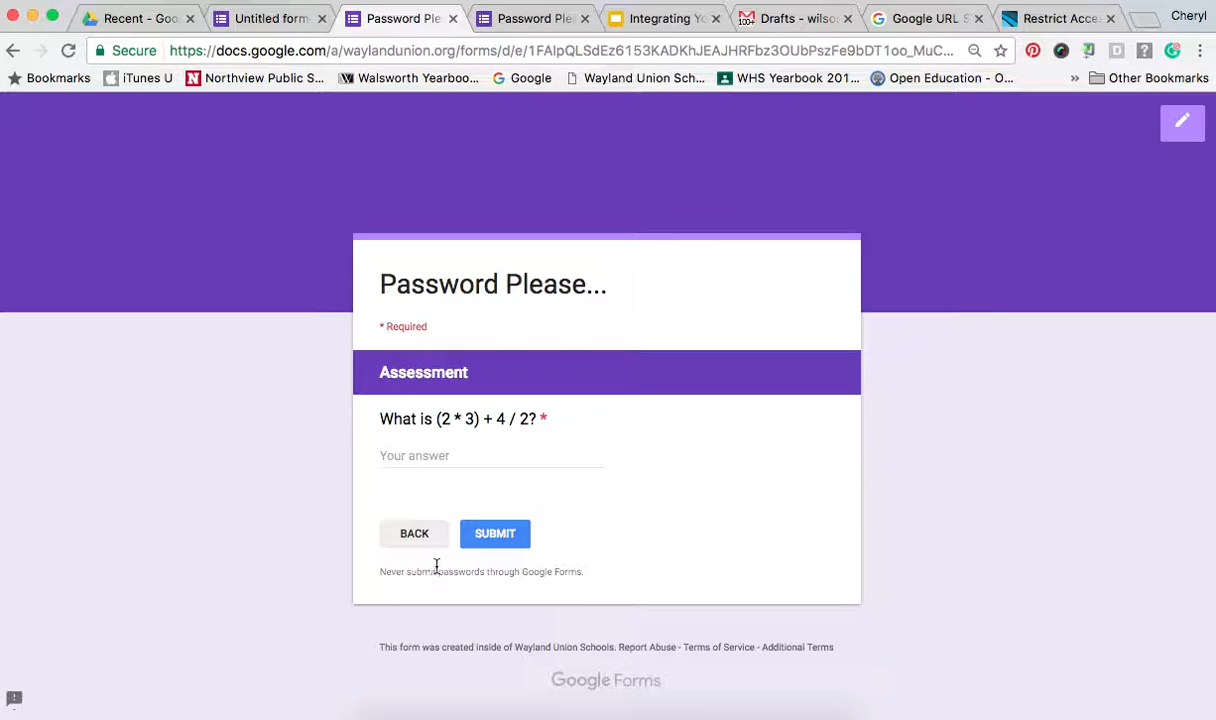 Recent - Goo
Untitled form
Password Ple
Password Ple
Integrating Yo
Drafts - wilso
Google URL S
Restrict Acce
Cheryl
Secure https://docs.google.com/a/waylandunion.org/forms/d/e/1FAIpQLSdEz6153KADKhJEAJHRFbz3OUbPszFe9bDT1oo_MuC...
Bookmarks
iTunes U
Northview Public S...
Walsworth Yearboo...
Google
Wayland Union Sch...
WHS Yearbook 201...
Open Education - O...
»
Other Bookmarks
Password Please...
* Required
Assessment
What is (2 * 3) + 4 / 2? *
Your answer
BACK
SUBMIT
Never submit passwords through Google Forms.
This form was created inside of Wayland Union Schools. Report Abuse - Terms of Service - Additional Terms
Google Forms